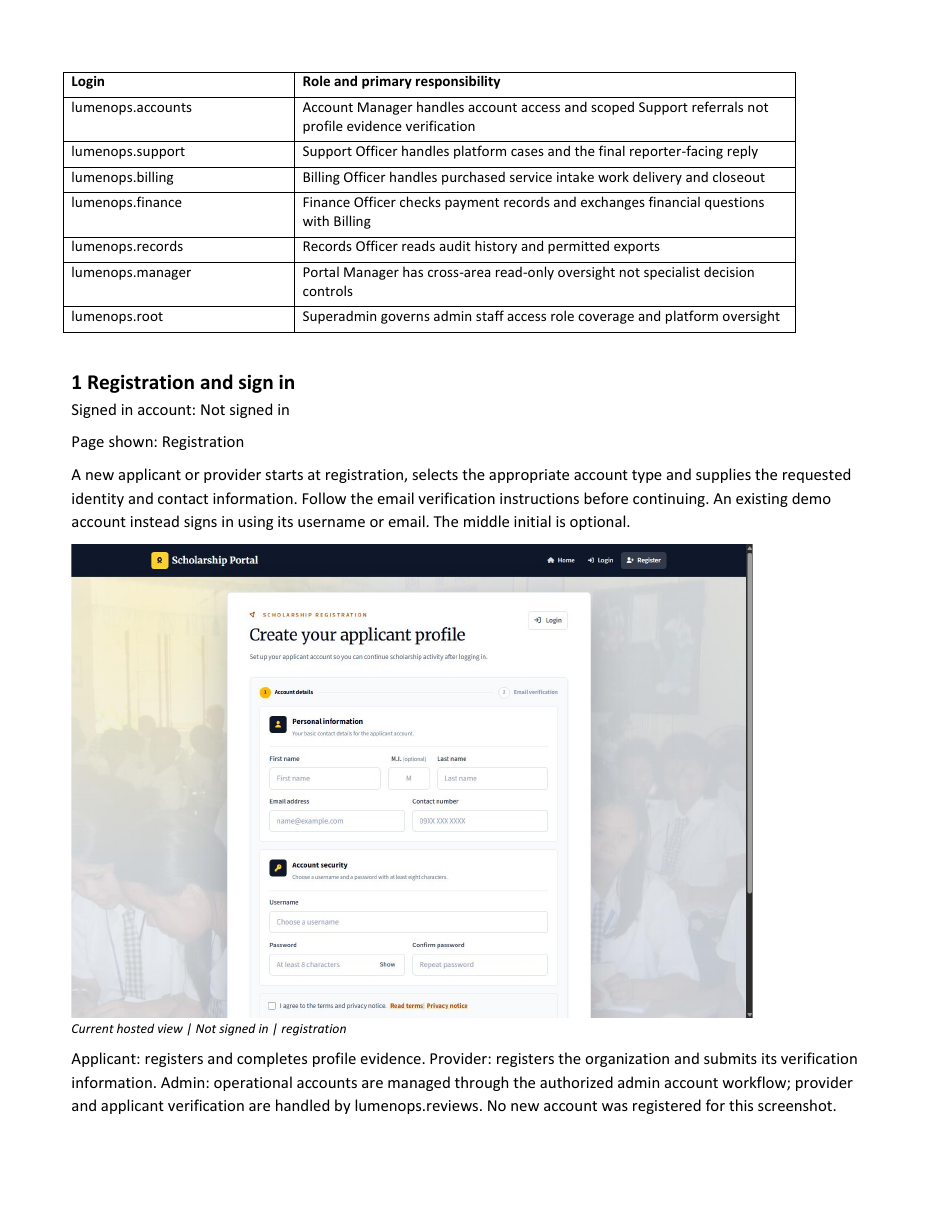 Login Role and primary responsibility
lumenops.accounts Account Manager handles account access and scoped Support referrals not
profile evidence verification
lumenops.support Support Officer handles platform cases and the final reporter-facing reply
lumenops.billing Billing Officer handles purchased service intake work delivery and closeout
lumenops.finance Finance Officer checks payment records and exchanges financial questions
with Billing
lumenops.records Records Officer reads audit history and permitted exports
lumenops.manager Portal Manager has cross-area read-only oversight not specialist decision
controls
lumenops.root Superadmin governs admin staff access role coverage and platform oversight
1 Registration and sign in
Signed in account: Not signed in
Page shown: Registration
A new applicant or provider starts at registration, selects the appropriate account type and supplies the requested
identity and contact information. Follow the email verification instructions before continuing. An existing demo
account instead signs in using its username or email. The middle initial is optional.
Scholarship Portal Home Login Register
SCHOLARSHIP REGISTRATION
Login
Create your applicant profile
Set up your applicant account so you can continue scholarship activity after logging in.
1 Account details 2 Email verification
Personal information
Your basic contact details for the applicant account.
First name M.I. (optional) Last name
First name M Last name
Email address Contact number
name@example.com 09XX XXX XXXX
Account security
Choose a username and a password with at least eight characters.
Username
Choose a username
Password Confirm password
At least 8 characters Show Repeat password
I agree to the terms and privacy notice. Read terms | Privacy notice
Current hosted view | Not signed in | registration
Applicant: registers and completes profile evidence. Provider: registers the organization and submits its verification
information. Admin: operational accounts are managed through the authorized admin account workflow; provider
and applicant verification are handled by lumenops.reviews. No new account was registered for this screenshot.